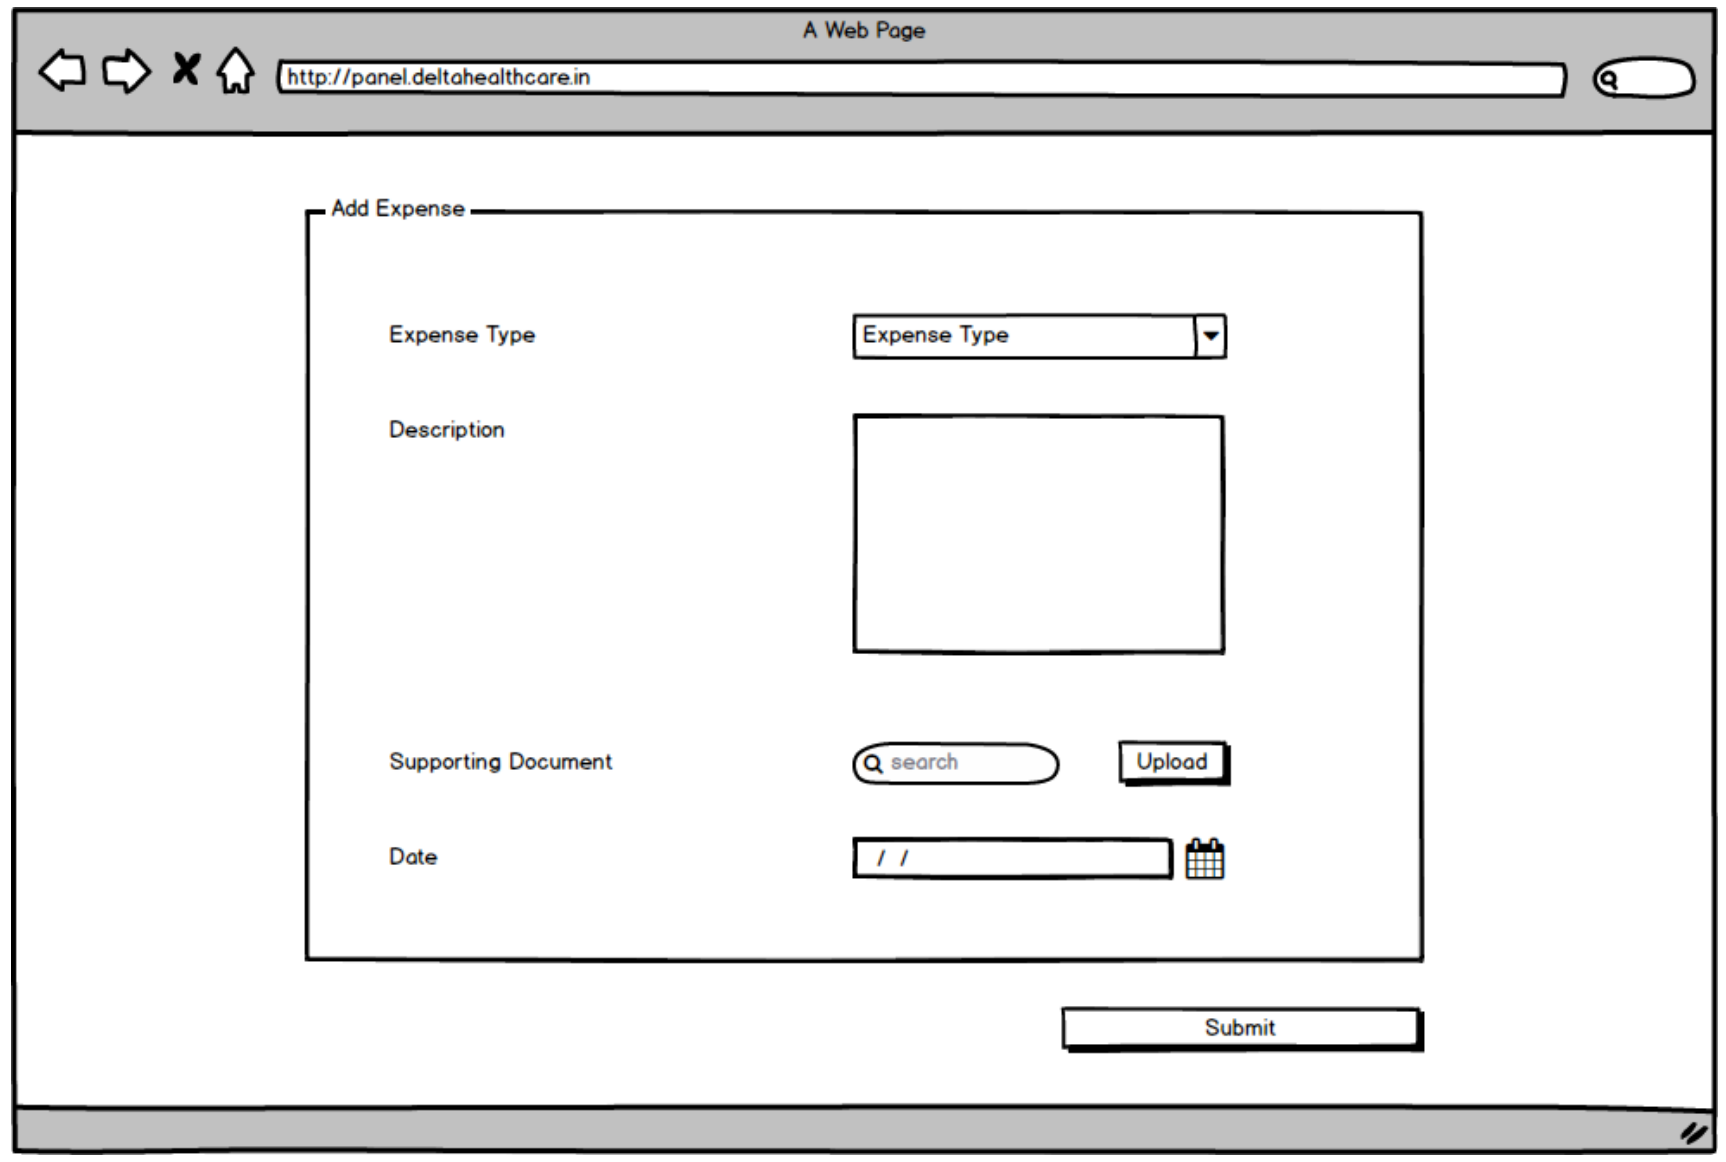 A Web Page
http://panel.deltahealthcare.in
Add Expense
Expense Type
Expense Type
Description
Supporting Document
search
Upload
Date
/ /
Submit